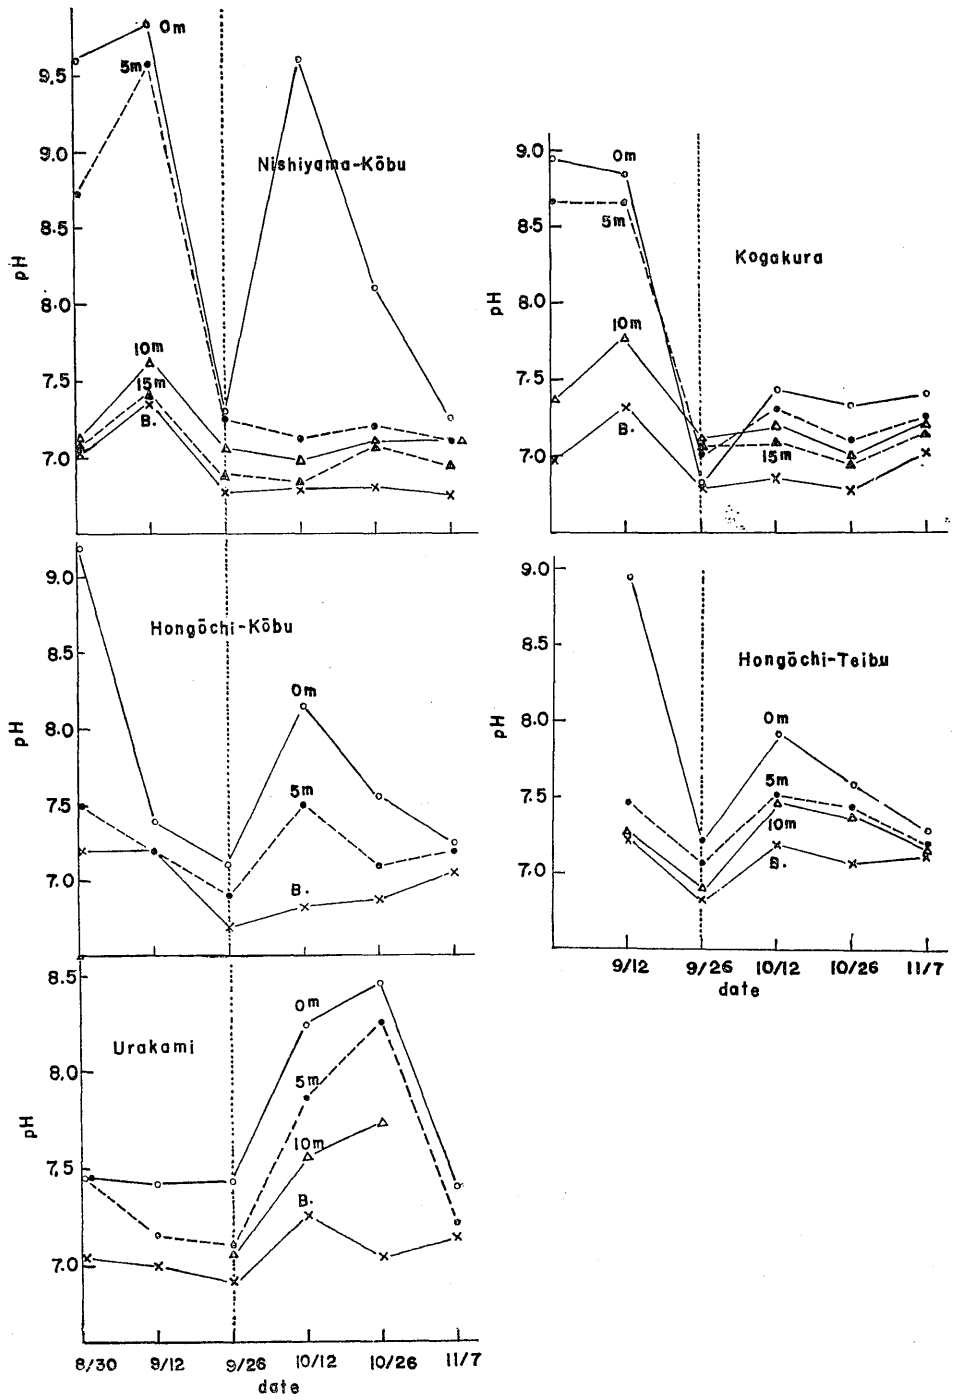 0m
5m
9.5
9.0
Nishiyama-Kōbu
8.5
pH
8.0
10m
7.5
15m
B.
7.0
9.0
0m
8.5
5m
Kogakura
pH
8.0
10m
7.5
B.
7.0
15m
9.0
Hongōchi-Kōbu
8.5
0m
pH
8.0
5m
7.5
B.
7.0
9.0
8.5
Hongōchi-Teibu
pH
8.0
0m
5m
7.5
10m
B.
7.0
9/12 9/26 10/12 10/26 11/7
date
8.5
0m
Urakami
8.0
5m
pH
10m
7.5
B.
7.0
8/30 9/12 9/26 10/12 10/26 11/7
date